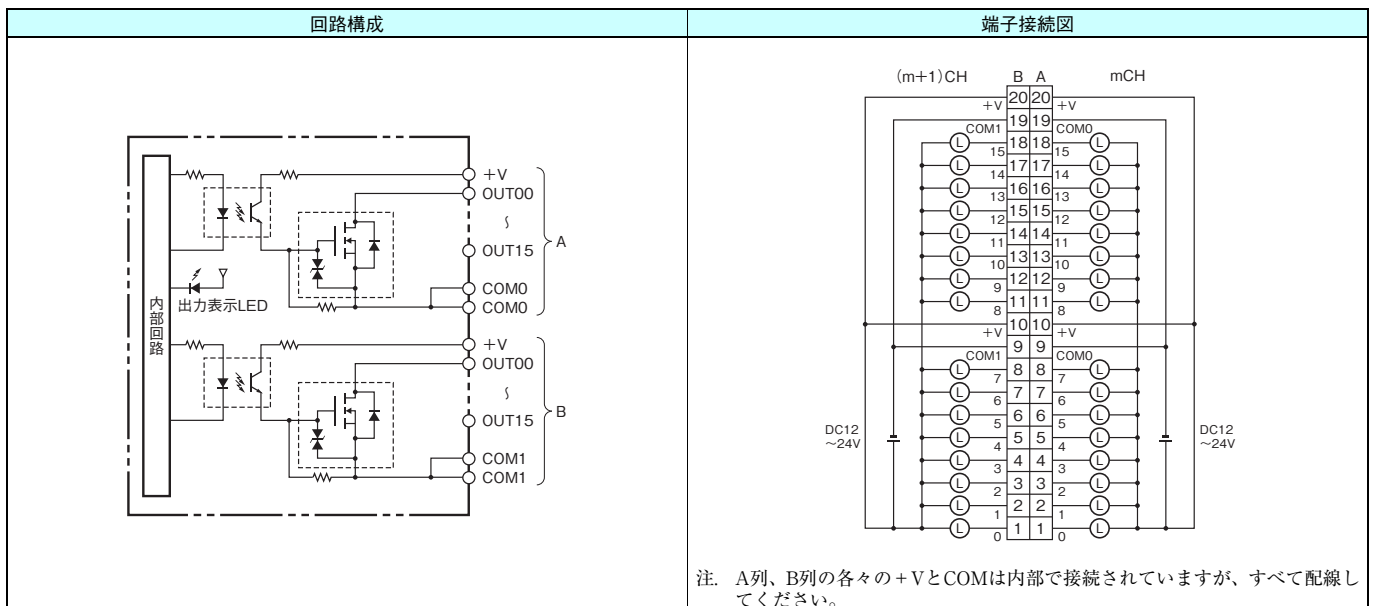 回路構成
端子接続図
内部回路
出力表示LED
+V
OUT00
~
OUT15
COM0
COM0
A
+V
OUT00
~
OUT15
COM1
COM1
B
(m+1)CH B A mCH
+V 20 20 +V
COM1 19 19 COM0
L 15 18 18 15 L
L 14 17 17 14 L
L 13 16 16 13 L
L 12 15 15 12 L
L 11 14 14 11 L
L 10 13 13 10 L
L 9 12 12 9 L
L 8 11 11 8 L
+V 10 10 +V
COM1 9 9 COM0
L 7 8 8 7 L
L 6 7 7 6 L
L 5 6 6 5 L
L 4 5 5 4 L
L 3 4 4 3 L
L 2 3 3 2 L
L 1 2 2 1 L
L 0 1 1 0 L
DC12
~24V
DC12
~24V
注. A列、B列の各々の+VとCOMは内部で接続されていますが、すべて配線し
てください。